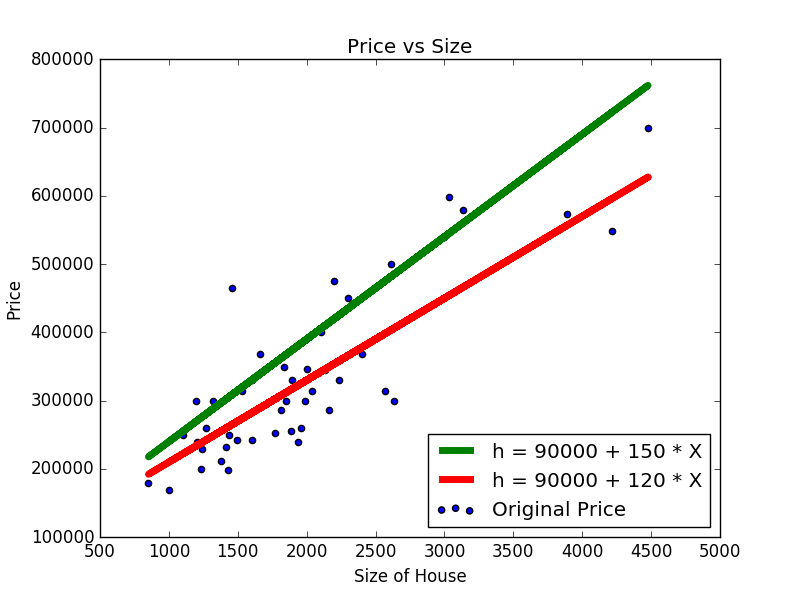 Price vs Size
800000
700000
600000
500000
400000
300000
200000
100000
Price
h = 90000 + 150 * X
h = 90000 + 120 * X
Original Price
500 1000 1500 2000 2500 3000 3500 4000 4500 5000
Size of House